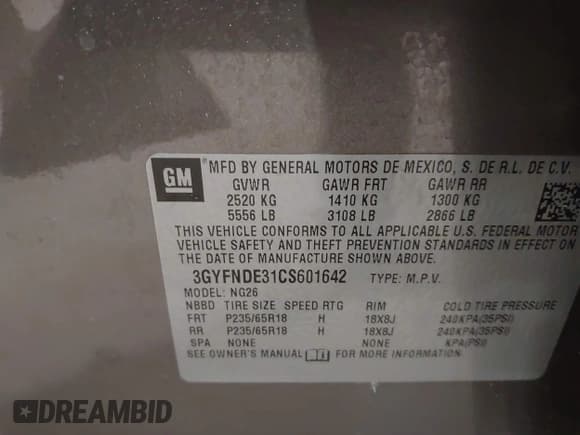 GM
MFD BY GENERAL MOTORS DE MEXICO, S. DE R.L. DE C.V.
GVWR GAWR FRT GAWR RR
2520 KG 1410 KG 1300 KG
5556 LB 3108 LB 2866 LB
THIS VEHICLE CONFORMS TO ALL APPLICABLE U.S. FEDERAL MOTOR
VEHICLE SAFETY AND THEFT PREVENTION STANDARDS IN EFFECT ON
THE DATE OF MANUFACTURE SHOWN ABOVE.
3GYFNDE31CS601642 TYPE: M.P.V.
MODEL: NG26
NBBD TIRE SIZE SPEED RTG RIM COLD TIRE PRESSURE
FRT P235/65R18 H 18X8J 240KPA(35PSI)
RR P235/65R18 H 18X8J 240KPA(35PSI)
SPA NONE NONE KPA(PSI)
SEE OWNER'S MANUAL FOR MORE INFORMATION
DREAMBID